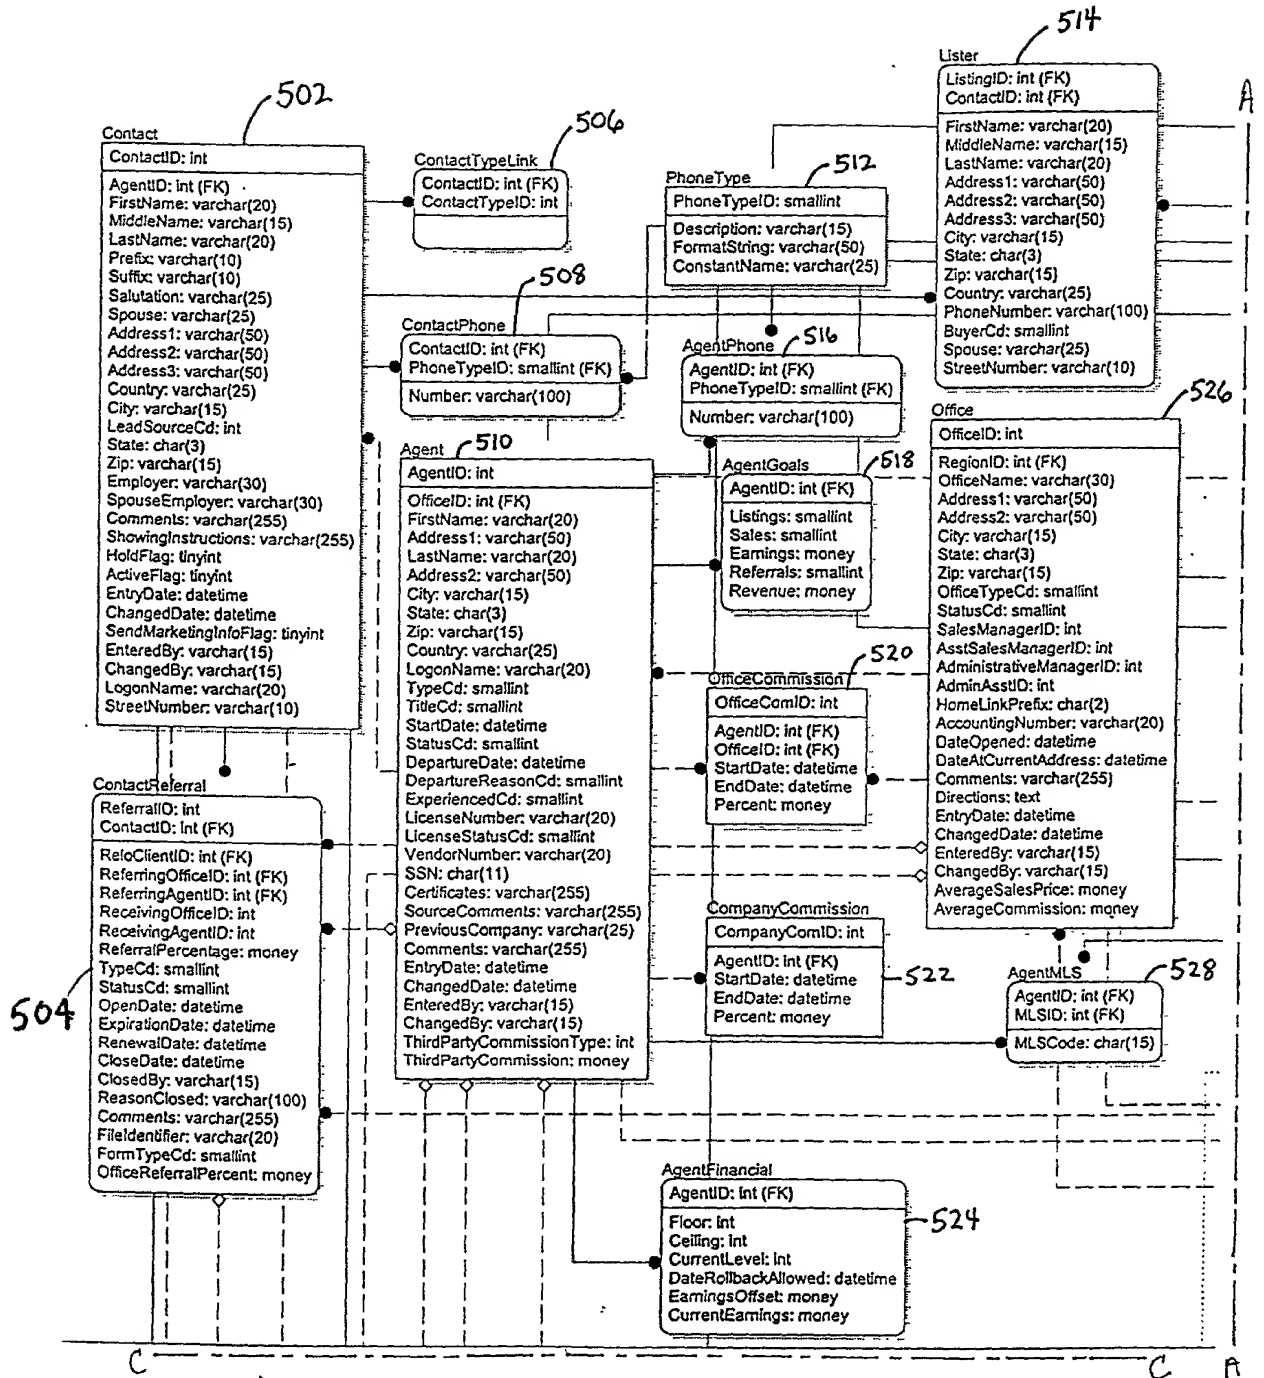 514
Lister
ListingID: int (FK)
ContactID: int (FK)
FirstName: varchar(20)
MiddleName: varchar(15)
LastName: varchar(20)
Address1: varchar(50)
Address2: varchar(50)
Address3: varchar(50)
City: varchar(15)
State: char(3)
Zip: varchar(15)
Country: varchar(25)
PhoneNumber: varchar(100)
BuyerCd: smallint
Spouse: varchar(25)
StreetNumber: varchar(10)
A
502
Contact
ContactID: int
AgentID: int (FK)
FirstName: varchar(20)
MiddleName: varchar(15)
LastName: varchar(20)
Prefix: varchar(10)
Suffix: varchar(10)
Salutation: varchar(25)
Spouse: varchar(25)
Address1: varchar(50)
Address2: varchar(50)
Address3: varchar(50)
Country: varchar(25)
City: varchar(15)
LeadSourceCd: int
State: char(3)
Zip: varchar(15)
Employer: varchar(30)
SpouseEmployer: varchar(30)
Comments: varchar(255)
ShowingInstructions: varchar(255)
HoldFlag: tinyint
ActiveFlag: tinyint
EntryDate: datetime
ChangedDate: datetime
SendMarketingInfoFlag: tinyint
EnteredBy: varchar(15)
ChangedBy: varchar(15)
LogonName: varchar(20)
StreetNumber: varchar(10)
506
ContactTypeLink
ContactID: int (FK)
ContactTypeID: int
512
PhoneType
PhoneTypeID: smallint
Description: varchar(15)
FormatString: varchar(50)
ConstantName: varchar(25)
508
ContactPhone
ContactID: int (FK)
PhoneTypeID: smallint (FK)
Number: varchar(100)
516
AgentPhone
AgentID: int (FK)
PhoneTypeID: smallint (FK)
Number: varchar(100)
526
Office
OfficeID: int
RegionID: int (FK)
OfficeName: varchar(30)
Address1: varchar(50)
Address2: varchar(50)
City: varchar(15)
State: char(3)
Zip: varchar(15)
OfficeTypeCd: smallint
StatusCd: smallint
SalesManagerID: int
AsstSalesManagerID: int
AdministrativeManagerID: int
AdminAsstID: int
HomeLinkPrefix: char(2)
AccountingNumber: varchar(20)
DateOpened: datetime
DateAtCurrentAddress: datetime
Comments: varchar(255)
Directions: text
EntryDate: datetime
ChangedDate: datetime
EnteredBy: varchar(15)
ChangedBy: varchar(15)
AverageSalesPrice: money
AverageCommission: money
510
Agent
AgentID: int
OfficeID: int (FK)
FirstName: varchar(20)
Address1: varchar(50)
LastName: varchar(20)
Address2: varchar(50)
City: varchar(15)
State: char(3)
Zip: varchar(15)
Country: varchar(25)
LogonName: varchar(20)
TypeCd: smallint
TitleCd: smallint
StartDate: datetime
StatusCd: smallint
DepartureDate: datetime
DepartureReasonCd: smallint
ExperiencedCd: smallint
LicenseNumber: varchar(20)
LicenseStatusCd: smallint
VendorNumber: varchar(20)
SSN: char(11)
Certificates: varchar(255)
SourceComments: varchar(255)
PreviousCompany: varchar(25)
Comments: varchar(255)
EntryDate: datetime
ChangedDate: datetime
EnteredBy: varchar(15)
ChangedBy: varchar(15)
ThirdPartyCommissionType: int
ThirdPartyCommission: money
518
AgentGoals
AgentID: int (FK)
Listings: smallint
Sales: smallint
Earnings: money
Referrals: smallint
Revenue: money
520
OfficeCommission
OfficeComID: int
AgentID: int (FK)
OfficeID: int (FK)
StartDate: datetime
EndDate: datetime
Percent: money
ContactReferral
ReferralID: int
ContactID: int (FK)
ReloClientID: int (FK)
ReferringOfficeID: int (FK)
ReferringAgentID: int (FK)
ReceivingOfficeID: int
ReceivingAgentID: int
ReferralPercentage: money
TypeCd: smallint
StatusCd: smallint
OpenDate: datetime
ExpirationDate: datetime
RenewalDate: datetime
CloseDate: datetime
ClosedBy: varchar(15)
ReasonClosed: varchar(100)
Comments: varchar(255)
FileIdentifier: varchar(20)
FormTypeCd: smallint
OfficeReferralPercent: money
504
CompanyCommission
CompanyComID: int
AgentID: int (FK)
StartDate: datetime
EndDate: datetime
Percent: money
522
AgentMLS
528
AgentID: int (FK)
MLSID: int (FK)
MLSCode: char(15)
AgentFinancial
AgentID: int (FK)
Floor: int
Ceiling: int
CurrentLevel: int
DateRollbackAllowed: datetime
EarningsOffset: money
CurrentEarnings: money
524
C
C
A